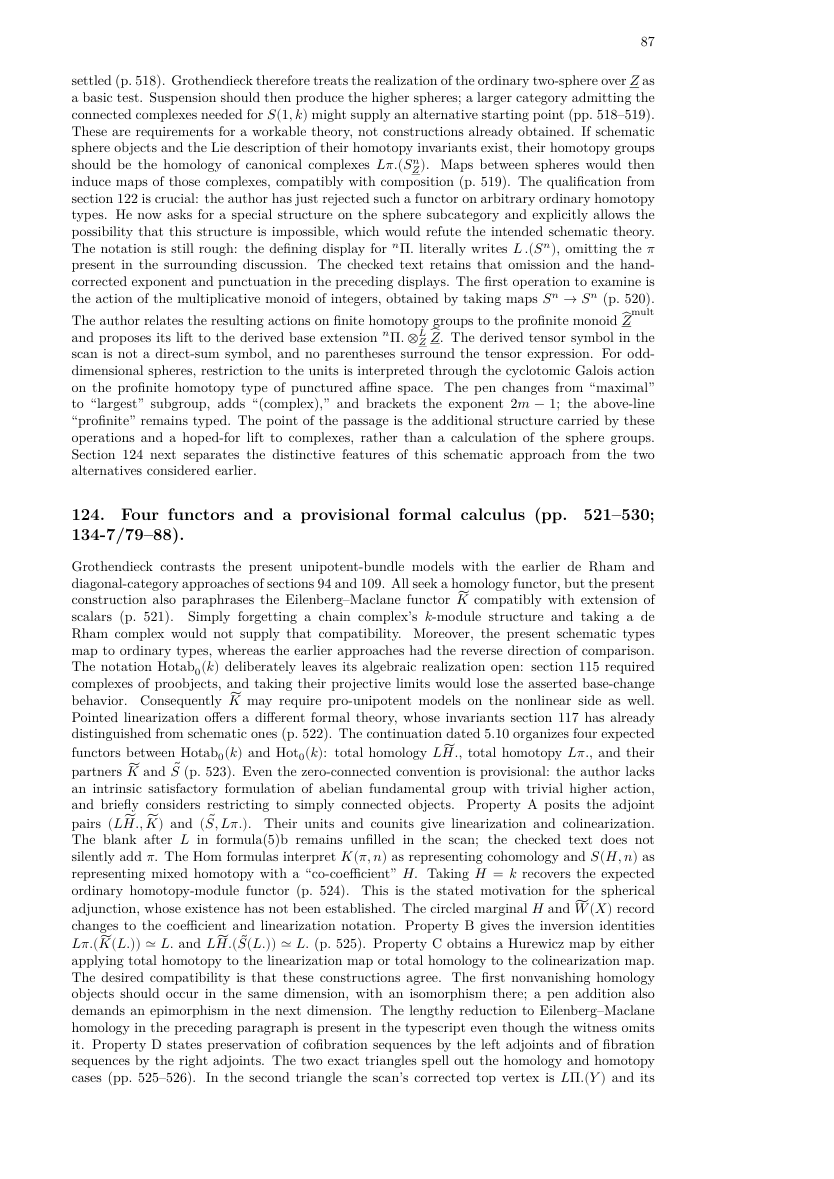 87
settled (p. 518). Grothendieck therefore treats the realization of the ordinary two-sphere over Z̲ as
a basic test. Suspension should then produce the higher spheres; a larger category admitting the
connected complexes needed for S(1, k) might supply an alternative starting point (pp. 518–519).
These are requirements for a workable theory, not constructions already obtained. If schematic
sphere objects and the Lie description of their homotopy invariants exist, their homotopy groups
should be the homology of canonical complexes Lπ.(Sⁿ_Z̲). Maps between spheres would then
induce maps of those complexes, compatibly with composition (p. 519). The qualification from
section 122 is crucial: the author has just rejected such a functor on arbitrary ordinary homotopy
types. He now asks for a special structure on the sphere subcategory and explicitly allows the
possibility that this structure is impossible, which would refute the intended schematic theory.
The notation is still rough: the defining display for ⁿΠ. literally writes L .(Sⁿ), omitting the π
present in the surrounding discussion. The checked text retains that omission and the hand-
corrected exponent and punctuation in the preceding displays. The first operation to examine is
the action of the multiplicative monoid of integers, obtained by taking maps Sⁿ → Sⁿ (p. 520).
The author relates the resulting actions on finite homotopy groups to the profinite monoid Ẑ̲^mult
and proposes its lift to the derived base extension ⁿΠ. ⊗^L_Z̲ Ẑ̲. The derived tensor symbol in the
scan is not a direct-sum symbol, and no parentheses surround the tensor expression. For odd-
dimensional spheres, restriction to the units is interpreted through the cyclotomic Galois action
on the profinite homotopy type of punctured affine space. The pen changes from “maximal”
to “largest” subgroup, adds “(complex),” and brackets the exponent 2m − 1; the above-line
“profinite” remains typed. The point of the passage is the additional structure carried by these
operations and a hoped-for lift to complexes, rather than a calculation of the sphere groups.
Section 124 next separates the distinctive features of this schematic approach from the two
alternatives considered earlier.
124. Four functors and a provisional formal calculus (pp. 521–530;
134-7/79–88).
Grothendieck contrasts the present unipotent-bundle models with the earlier de Rham and
diagonal-category approaches of sections 94 and 109. All seek a homology functor, but the present
construction also paraphrases the Eilenberg–Maclane functor K̃ compatibly with extension of
scalars (p. 521). Simply forgetting a chain complex’s k-module structure and taking a de
Rham complex would not supply that compatibility. Moreover, the present schematic types
map to ordinary types, whereas the earlier approaches had the reverse direction of comparison.
The notation Hotab₀(k) deliberately leaves its algebraic realization open: section 115 required
complexes of proobjects, and taking their projective limits would lose the asserted base-change
behavior. Consequently K̃ may require pro-unipotent models on the nonlinear side as well.
Pointed linearization offers a different formal theory, whose invariants section 117 has already
distinguished from schematic ones (p. 522). The continuation dated 5.10 organizes four expected
functors between Hotab₀(k) and Hot₀(k): total homology LH̃., total homotopy Lπ., and their
partners K̃ and S̃ (p. 523). Even the zero-connected convention is provisional: the author lacks
an intrinsic satisfactory formulation of abelian fundamental group with trivial higher action,
and briefly considers restricting to simply connected objects. Property A posits the adjoint
pairs (LH̃., K̃) and (S̃, Lπ.). Their units and counits give linearization and colinearization.
The blank after L in formula(5)b remains unfilled in the scan; the checked text does not
silently add π. The Hom formulas interpret K(π, n) as representing cohomology and S(H, n) as
representing mixed homotopy with a “co-coefficient” H. Taking H = k recovers the expected
ordinary homotopy-module functor (p. 524). This is the stated motivation for the spherical
adjunction, whose existence has not been established. The circled marginal H and W̃(X) record
changes to the coefficient and linearization notation. Property B gives the inversion identities
Lπ.(K̃(L.)) ≃ L. and LH̃.(S̃(L.)) ≃ L. (p. 525). Property C obtains a Hurewicz map by either
applying total homotopy to the linearization map or total homology to the colinearization map.
The desired compatibility is that these constructions agree. The first nonvanishing homology
objects should occur in the same dimension, with an isomorphism there; a pen addition also
demands an epimorphism in the next dimension. The lengthy reduction to Eilenberg–Maclane
homology in the preceding paragraph is present in the typescript even though the witness omits
it. Property D states preservation of cofibration sequences by the left adjoints and of fibration
sequences by the right adjoints. The two exact triangles spell out the homology and homotopy
cases (pp. 525–526). In the second triangle the scan’s corrected top vertex is LΠ.(Y) and its